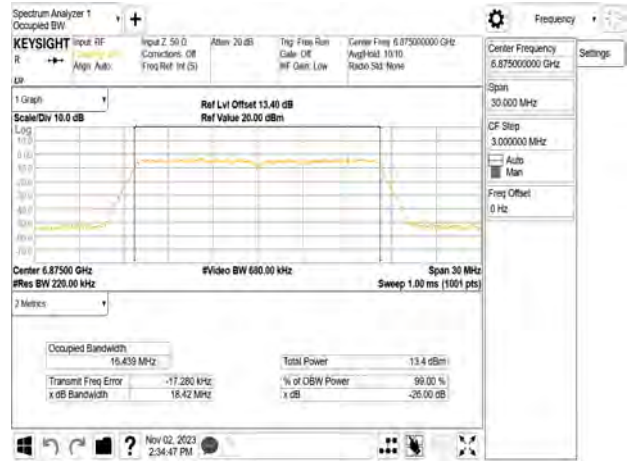 Spectrum Analyzer 1
Occupied BW
+
Frequency
KEYSIGHT
R
Input: RF
Align: Auto
Input Z: 50 Ω
Corrections: Off
Freq Ref: Int (S)
Atten: 20 dB
Trig: Free Run
Gate: Off
#IF Gain: Low
Center Freq: 6.875000000 GHz
Avg|Hold: 10/10
Radio Std: None
Center Frequency
6.875000000 GHz
Settings
Span
30.000 MHz
CF Step
3.000000 MHz
Auto
Man
Freq Offset
0 Hz
1 Graph
Scale/Div 10.0 dB
Ref Lvl Offset 13.40 dB
Ref Value 20.00 dBm
Log
Center 6.87500 GHz
#Res BW 220.00 kHz
#Video BW 680.00 kHz
Span 30 MHz
Sweep 1.00 ms (1001 pts)
2 Metrics
Occupied Bandwidth
16.439 MHz
Total Power
13.4 dBm
Transmit Freq Error
-17.280 kHz
% of OBW Power
99.00 %
x dB Bandwidth
18.42 MHz
x dB
-26.00 dB
?
Nov 02, 2023
2:34:47 PM